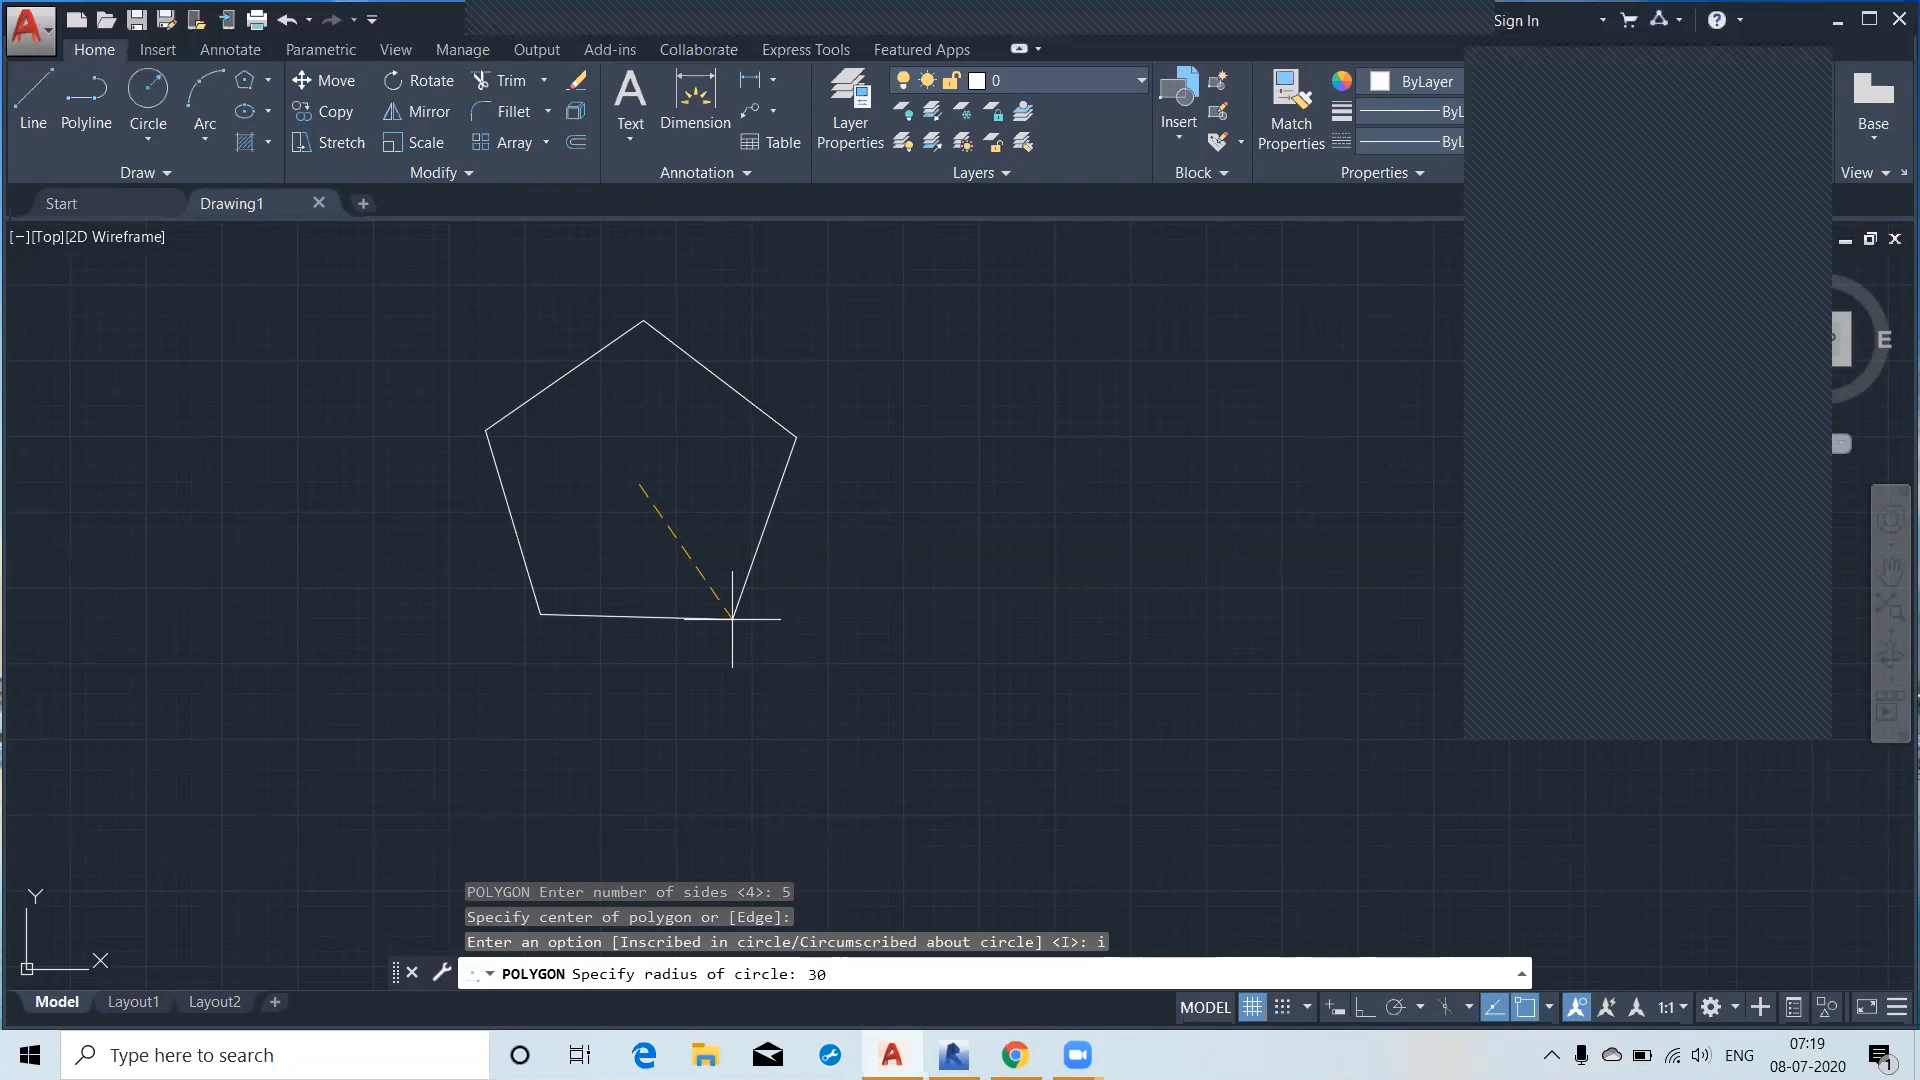 Sign In
Home Insert Annotate Parametric View Manage Output Add-ins Collaborate Express Tools Featured Apps
Move Rotate Trim 0 ByLayer
Copy Mirror Fillet
Line Polyline Circle Arc Text Dimension Layer Properties Insert Match Properties Base
Stretch Scale Array Table
Draw Modify Annotation Layers Block Properties View
Start Drawing1
[−][Top][2D Wireframe]
E
Y
X
POLYGON Enter number of sides <4>: 5
Specify center of polygon or [Edge]:
Enter an option [Inscribed in circle/Circumscribed about circle] <I>: i
POLYGON Specify radius of circle: 30
Model Layout1 Layout2 MODEL 1:1
Type here to search ENG 07:19
08-07-2020 1